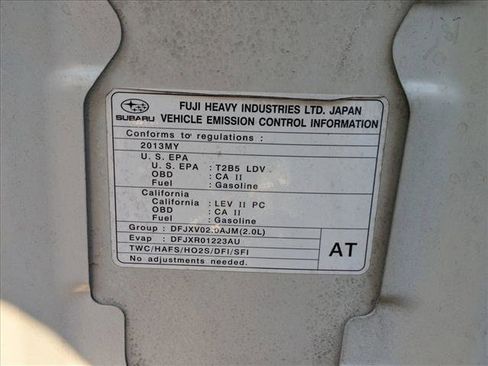 FUJI HEAVY INDUSTRIES LTD. JAPAN
SUBARU VEHICLE EMISSION CONTROL INFORMATION
Conforms to regulations :
2013MY
U. S. EPA
U. S. EPA : T2B5 LDV
OBD : CA II
Fuel : Gasoline
California
California : LEV II PC
OBD : CA II
Fuel : Gasoline
Group : DFJXV02.0AJM(2.0L)
Evap : DFJXR01223AU
TWC/HAFS/HO2S/DFI/SFI
No adjustments needed.
AT